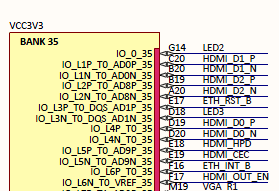 VCC3V3
BANK 35
IO_0_35 G14 LED2
IO_L1P_T0_AD0P_35 C20 HDMI_D1_P
IO_L1N_T0_AD0N_35 B20 HDMI_D1_N
IO_L2P_T0_AD8P_35 B19 HDMI_D2_P
IO_L2N_T0_AD8N_35 A20 HDMI_D2_N
IO_L3P_T0_DQS_AD1P_35 E17 ETH_RST_B
IO_L3N_T0_DQS_AD1N_35 D18 LED3
IO_L4P_T0_35 D19 HDMI_D0_P
IO_L4N_T0_35 D20 HDMI_D0_N
IO_L5P_T0_AD9P_35 E18 HDMI_HPD
IO_L5N_T0_AD9N_35 E19 HDMI_CEC
IO_L6P_T0_35 F16 ETH_INT_B
IO_L6N_T0_VREF_35 F17 HDMI_OUT_EN
M19 VGA_R1